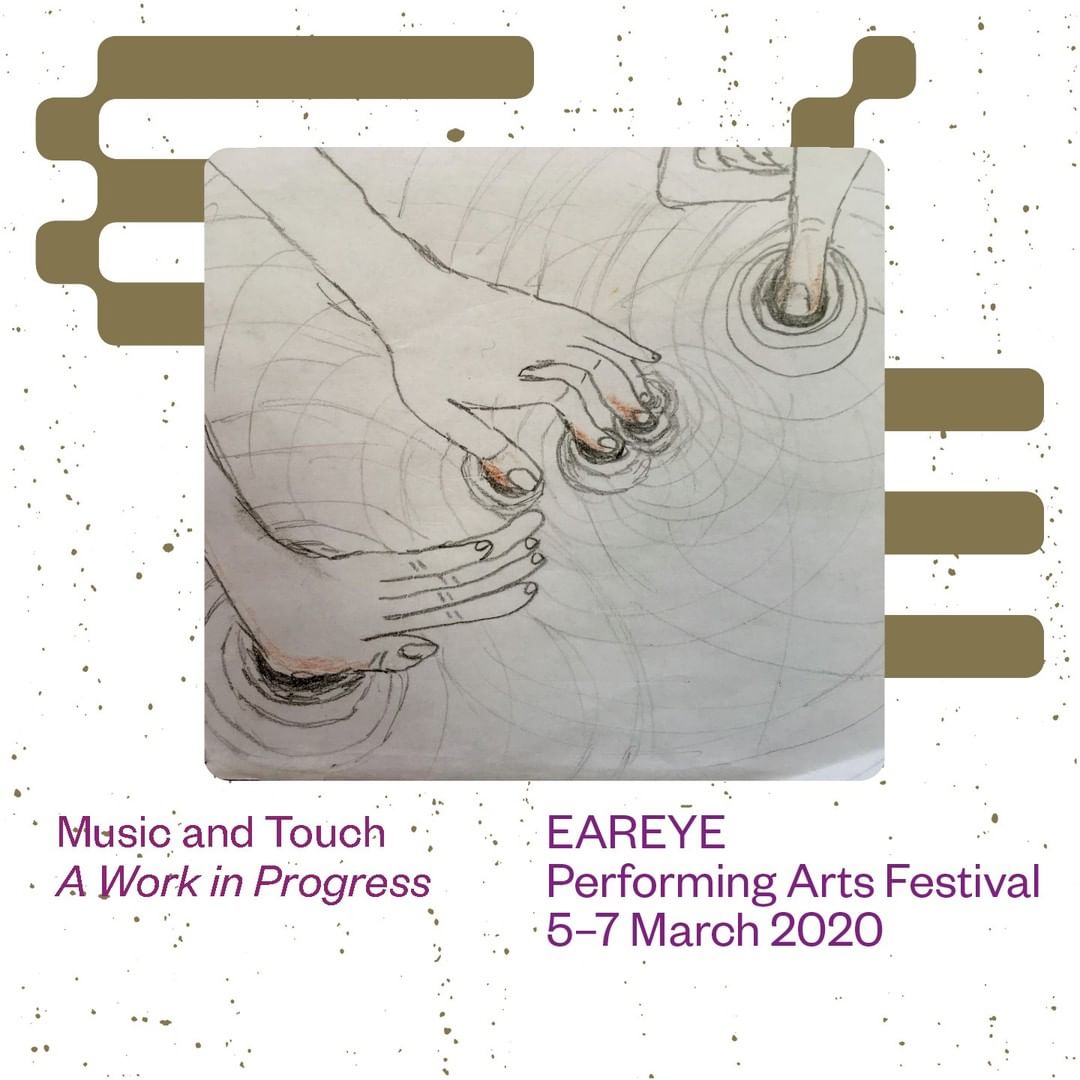 Music and Touch
A Work in Progress
EAREYE
Performing Arts Festival
5–7 March 2020